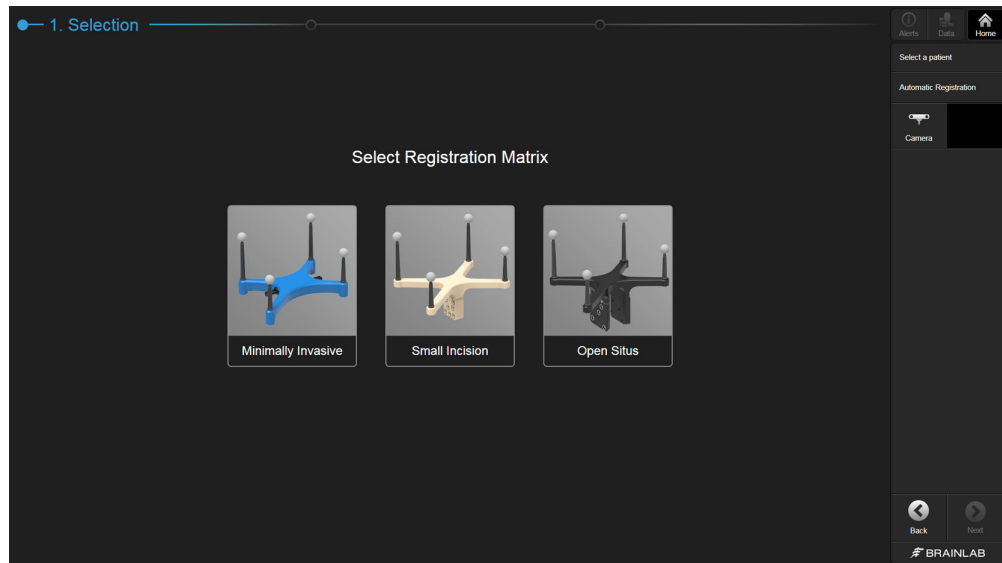 1. Selection
Alerts
Data
Home
Select a patient
Automatic Registration
Camera
Select Registration Matrix
Minimally Invasive
Small Incision
Open Situs
Back
Next
BRAINLAB